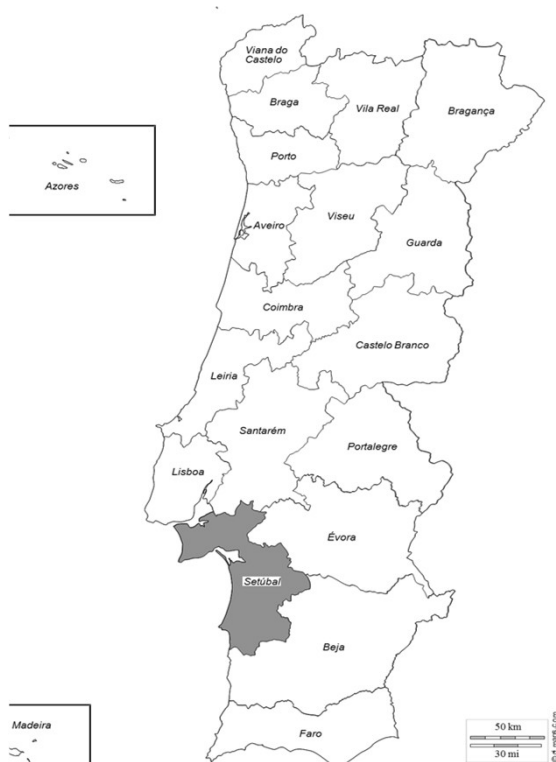 Viana do
Castelo
Braga
Vila Real
Bragança
Porto
Azores
Aveiro
Viseu
Guarda
Coimbra
Castelo Branco
Leiria
Santarém
Portalegre
Lisboa
Évora
Setúbal
Beja
Madeira
Faro
50 km
30 mi